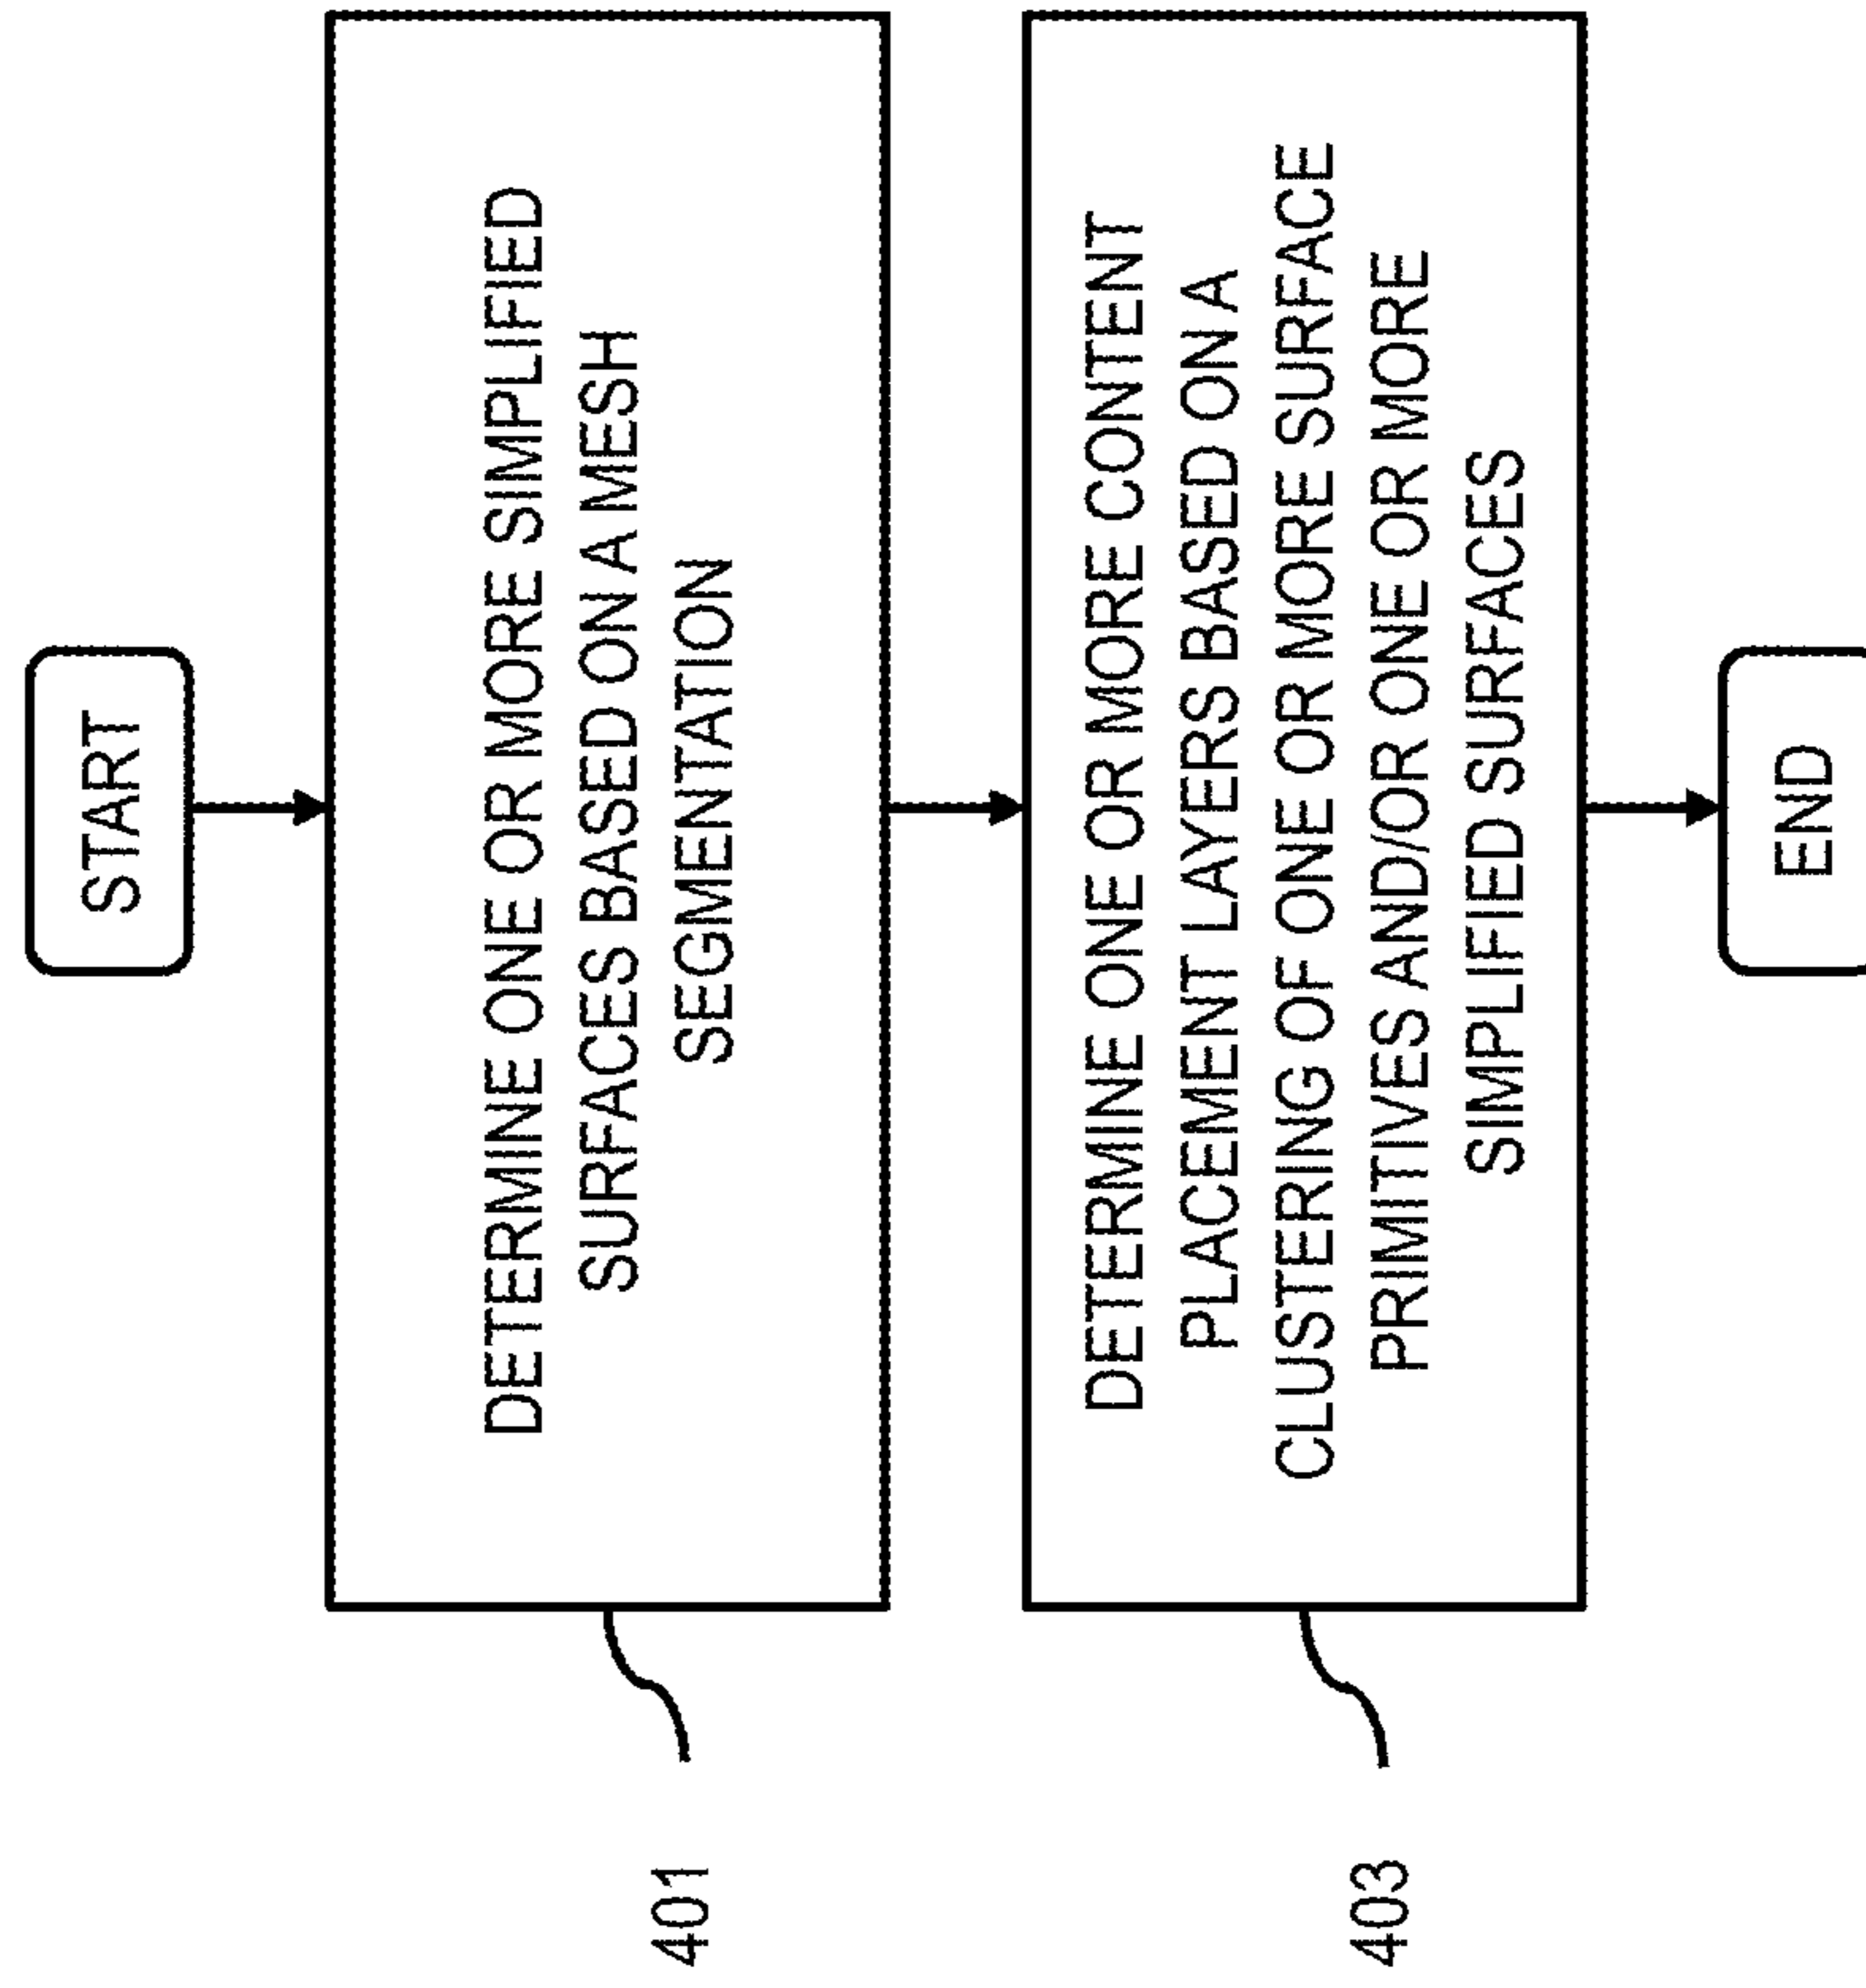 START
DETERMINE ONE OR MORE SIMPLIFIED
SURFACES BASED ON A MESH
SEGMENTATION
401
DETERMINE ONE OR MORE CONTENT
PLACEMENT LAYERS BASED ON A
CLUSTERING OF ONE OR MORE SURFACE
PRIMITIVES AND/OR ONE OR MORE
SIMPLIFIED SURFACES
403
END